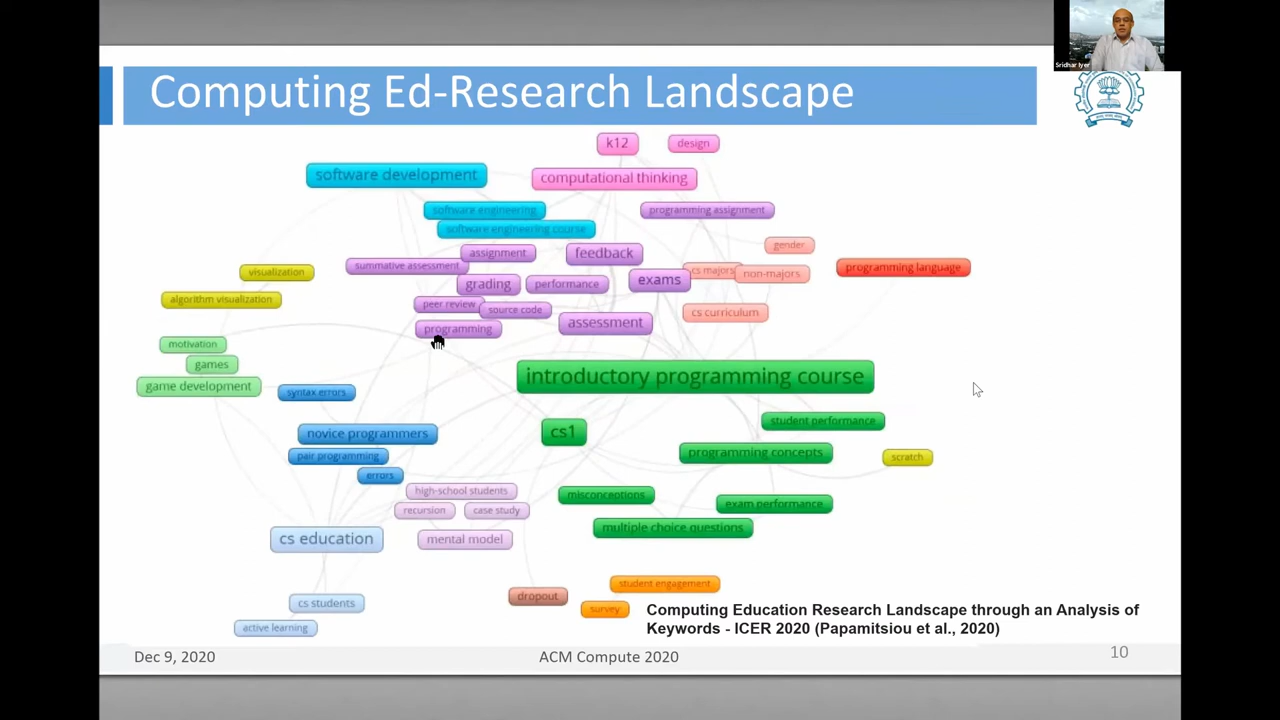 Sridhar Iyer
Computing Ed-Research Landscape
k12
design
software development
computational thinking
software engineering
programming assignment
software engineering course
gender
assignment
feedback
summative assessment
cs majors
non-majors
programming language
visualization
grading
performance
exams
algorithm visualization
peer review
source code
cs curriculum
programming
assessment
motivation
games
game development
syntax errors
introductory programming course
novice programmers
cs1
student performance
pair programming
programming concepts
scratch
errors
high-school students
misconceptions
recursion
case study
exam performance
multiple choice questions
cs education
mental model
student engagement
dropout
cs students
survey
Computing Education Research Landscape through an Analysis of
Keywords - ICER 2020 (Papamitsiou et al., 2020)
active learning
Dec 9, 2020
ACM Compute 2020
10